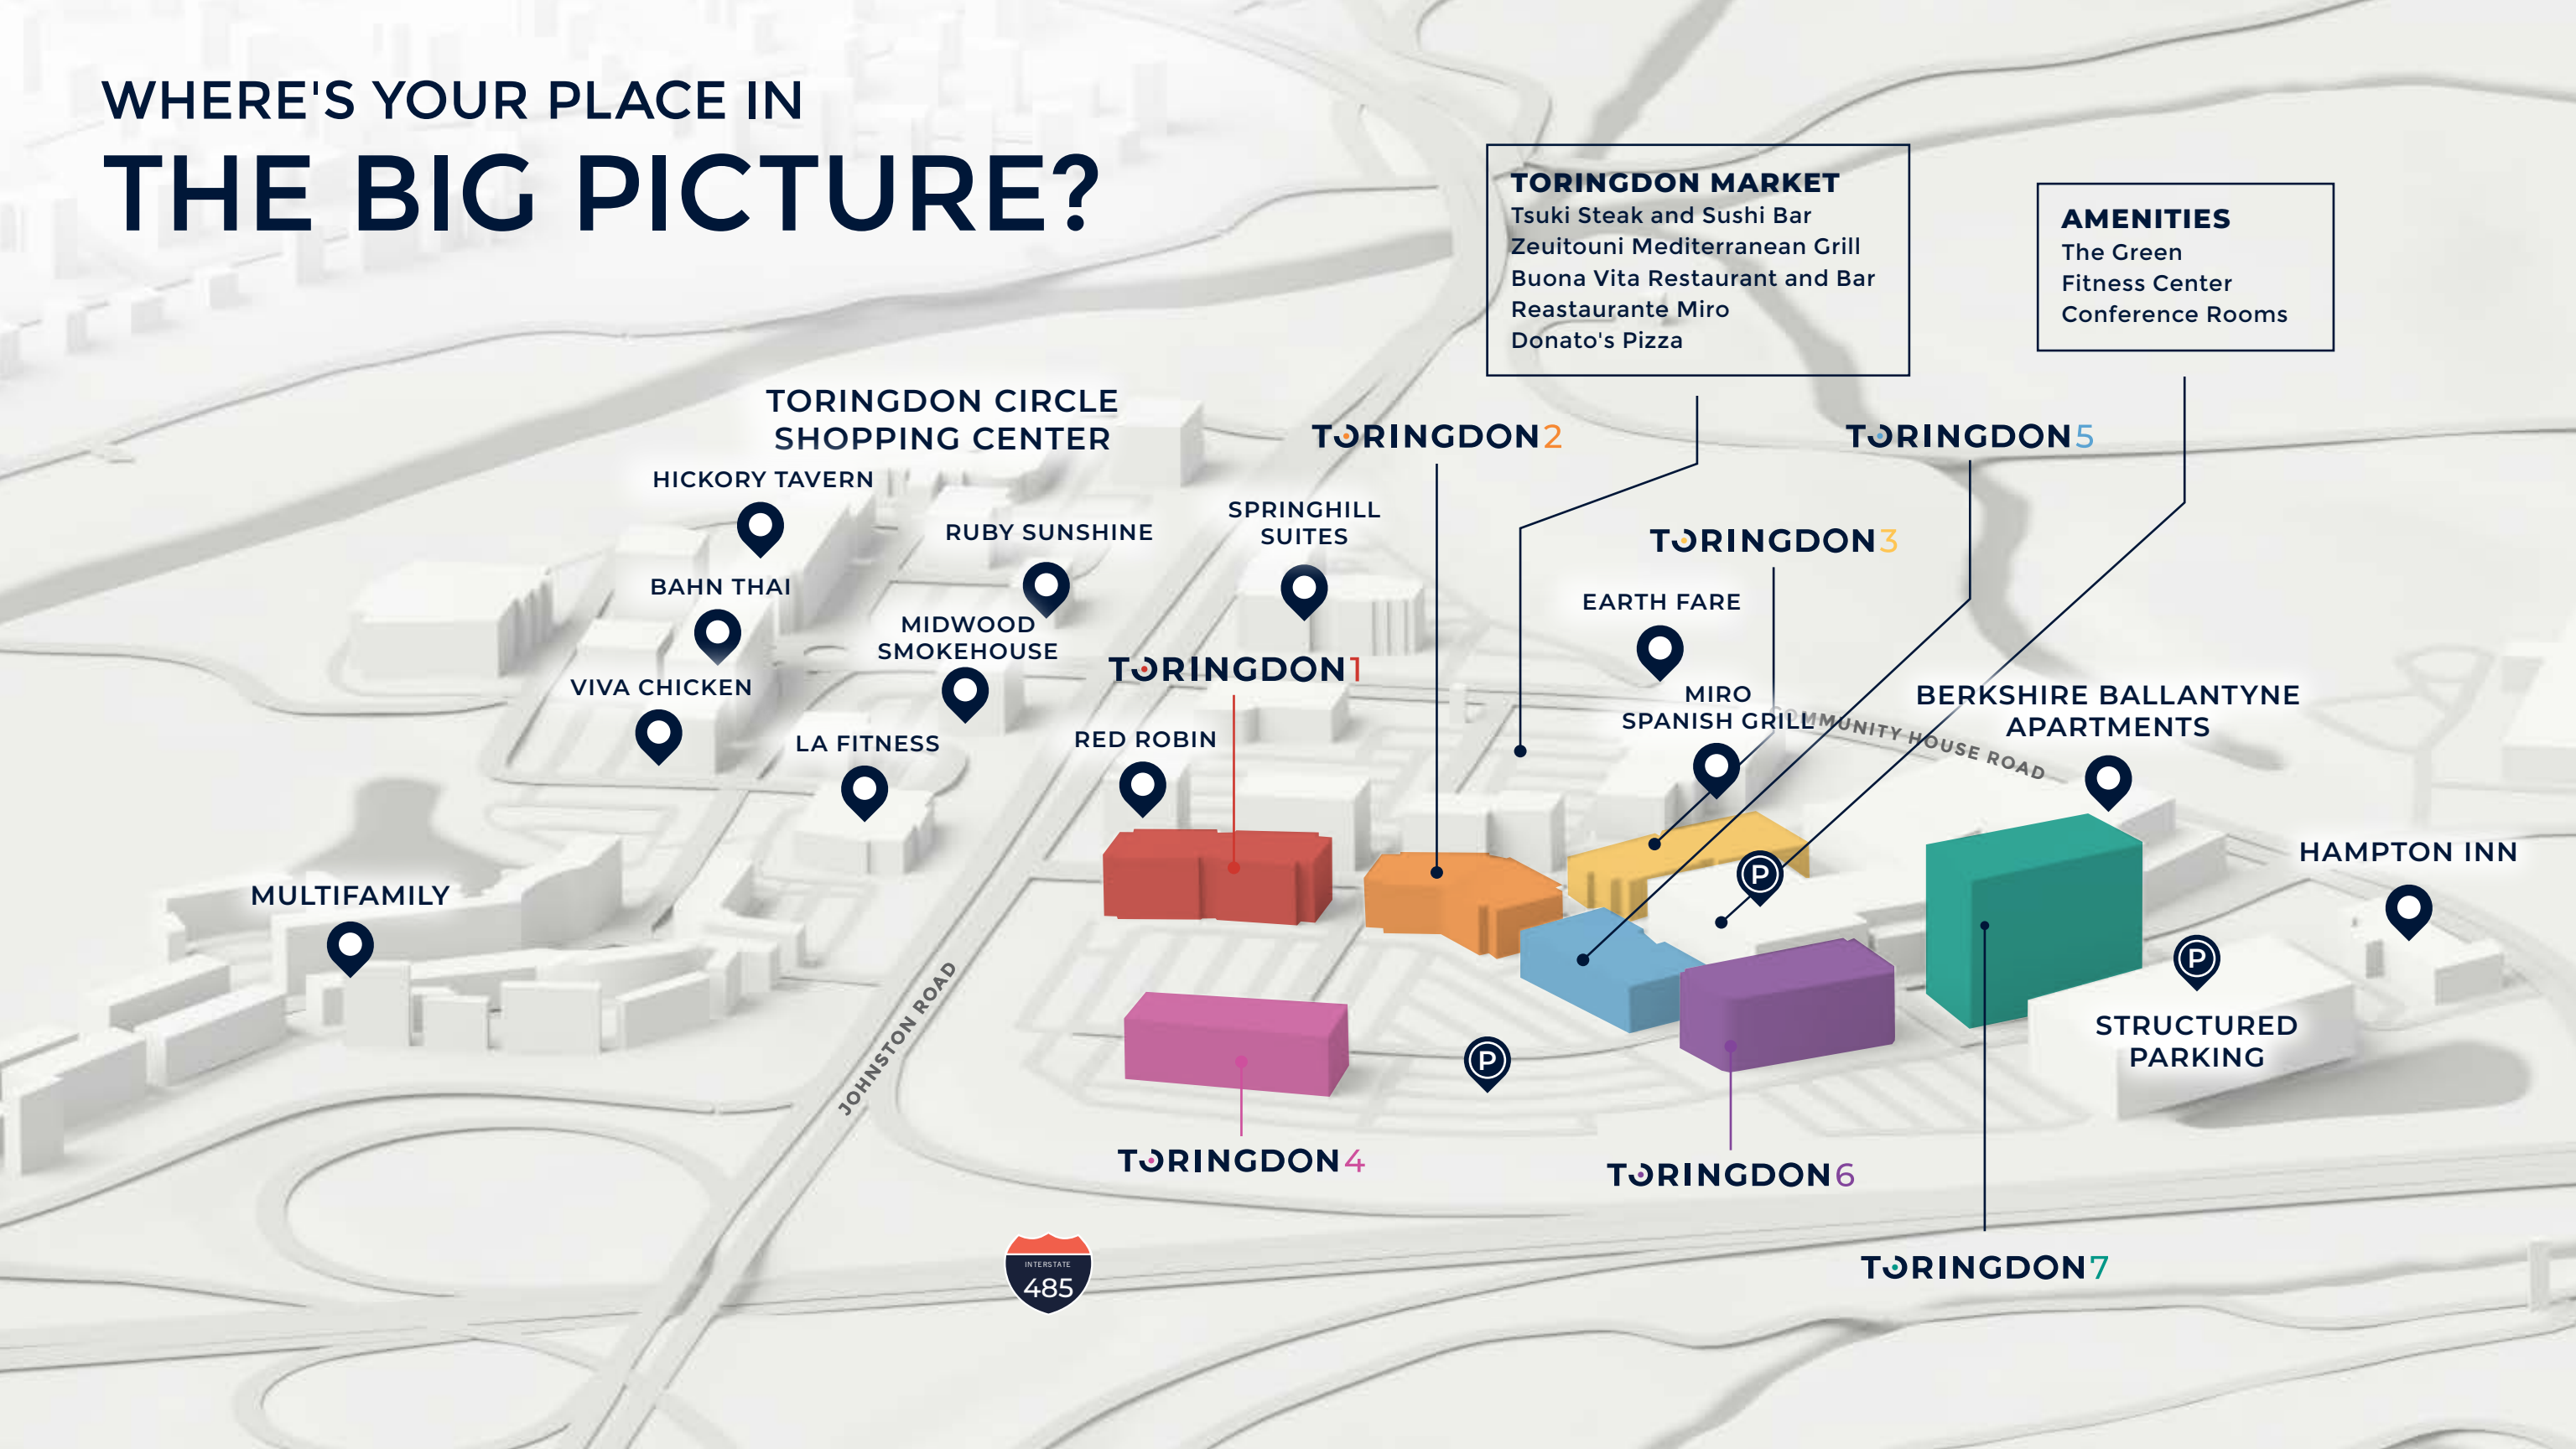 WHERE'S YOUR PLACE IN
THE BIG PICTURE?
TORINGDON MARKET
Tsuki Steak and Sushi Bar
Zeuitouni Mediterranean Grill
Buona Vita Restaurant and Bar
Reastaurante Miro
Donato's Pizza
AMENITIES
The Green
Fitness Center
Conference Rooms
TORINGDON CIRCLE
SHOPPING CENTER
TORINGDON2
TORINGDON5
HICKORY TAVERN
RUBY SUNSHINE
SPRINGHILL
SUITES
TORINGDON3
BAHN THAI
EARTH FARE
MIDWOOD
SMOKEHOUSE
TORINGDON1
VIVA CHICKEN
MIRO
SPANISH GRILL
COMMUNITY HOUSE ROAD
BERKSHIRE BALLANTYNE
APARTMENTS
LA FITNESS
RED ROBIN
HAMPTON INN
P
MULTIFAMILY
P
STRUCTURED
PARKING
JOHNSTON ROAD
P
TORINGDON4
TORINGDON6
INTERSTATE
485
TORINGDON7